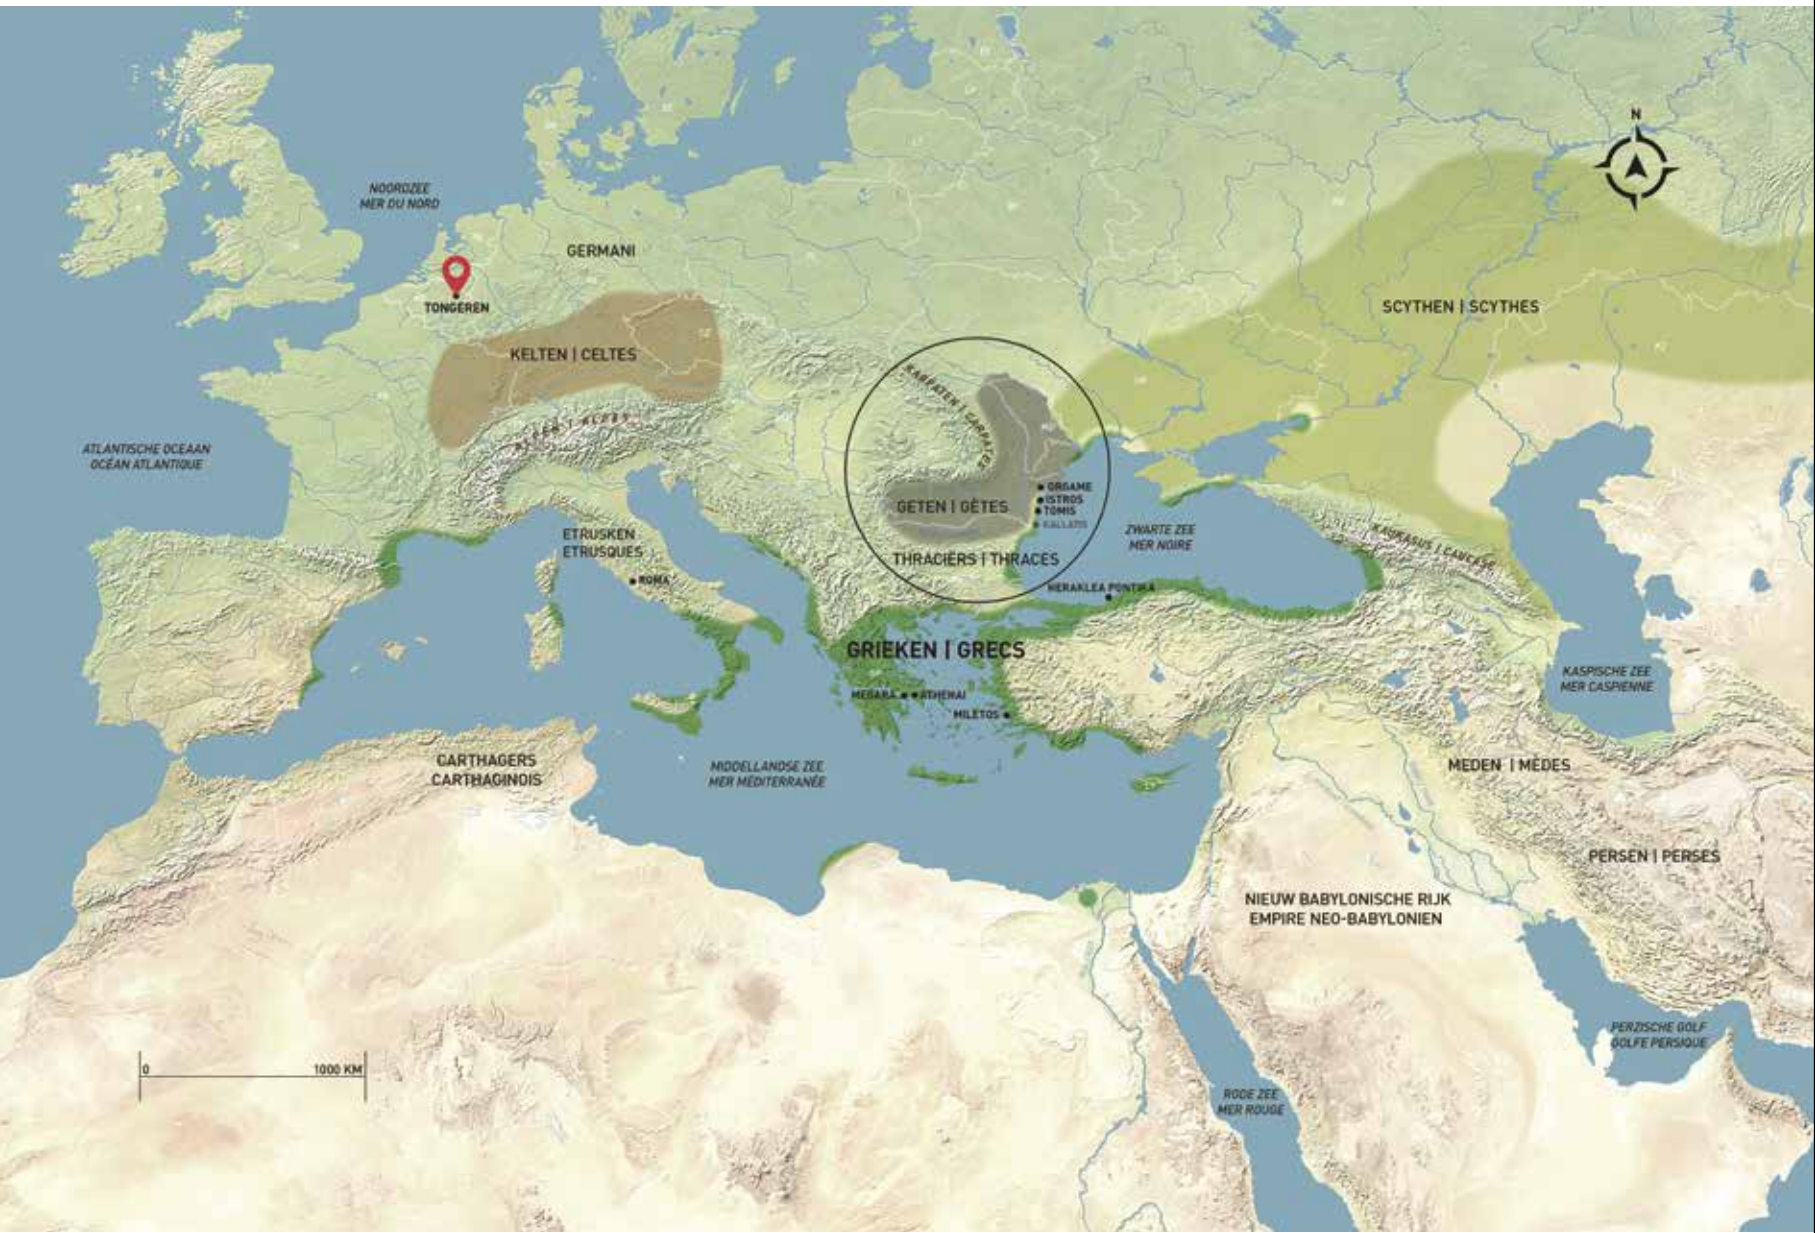 N
NOORDZEE
MER DU NORD
GERMANI
TONGEREN
SCYTHEN | SCYTHES
KELTEN | CELTES
KARPATEN | CARPATES
ALPEN | ALPES
ATLANTISCHE OCEAAN
OCÉAN ATLANTIQUE
ORGAME
ISTROS
TOMIS
KALLATIS
GETEN | GÈTES
ZWARTE ZEE
MER NOIRE
KAUKASUS | CAUCASE
ETRUSKEN
ETRUSQUES
THRACIËRS | THRACES
ROMA
HERAKLEA PONTIKA
GRIEKEN | GRECS
KASPISCHE ZEE
MER CASPIENNE
MEGARA
ATHENAI
MILETOS
CARTHAGERS
CARTHAGINOIS
MIDDELLANDSE ZEE
MER MÉDITERRANÉE
MEDEN | MÈDES
PERSEN | PERSES
NIEUW BABYLONISCHE RIJK
EMPIRE NEO-BABYLONIEN
PERZISCHE GOLF
GOLFE PERSIQUE
0
1000 KM
RODE ZEE
MER ROUGE